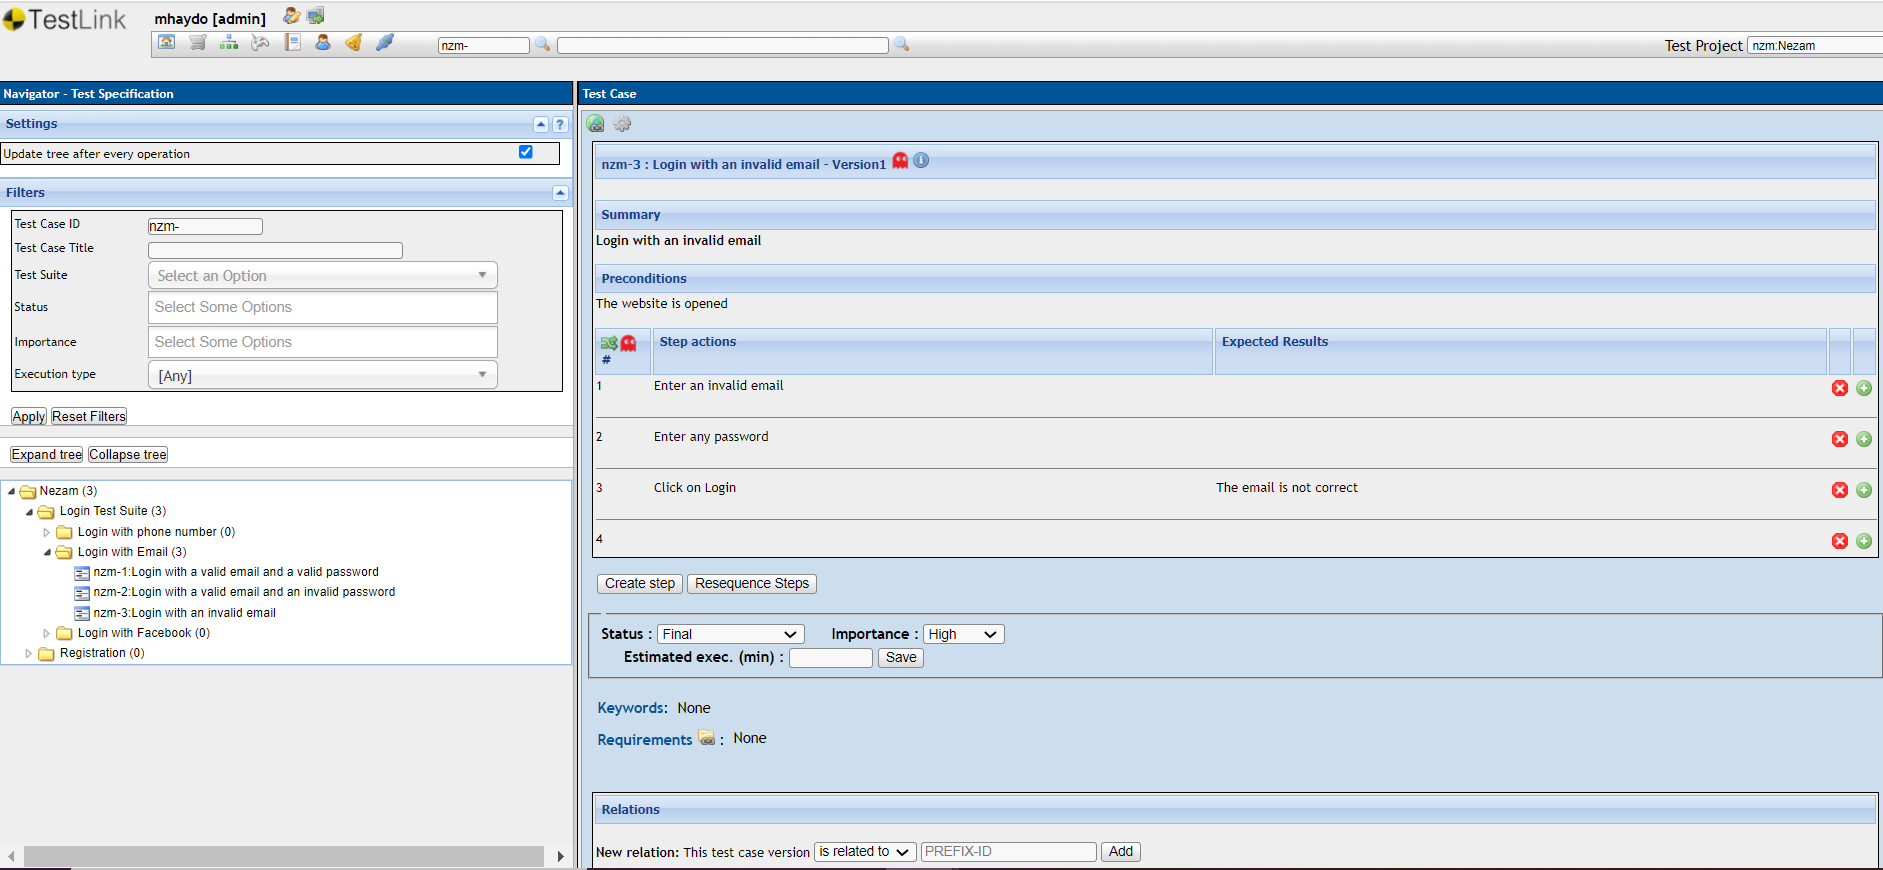 TestLink
mhaydo [admin]
nzm-
Test Project nzm:Nezam
Navigator - Test Specification
Settings
?
Update tree after every operation
Filters
Test Case ID nzm-
Test Case Title
Test Suite Select an Option
Status Select Some Options
Importance Select Some Options
Execution type [Any]
Apply Reset Filters
Expand tree Collapse tree
Nezam (3)
Login Test Suite (3)
Login with phone number (0)
Login with Email (3)
nzm-1:Login with a valid email and a valid password
nzm-2:Login with a valid email and an invalid password
nzm-3:Login with an invalid email
Login with Facebook (0)
Registration (0)
Test Case
nzm-3 : Login with an invalid email - Version1
Summary
Login with an invalid email
Preconditions
The website is opened
# Step actions Expected Results
1 Enter an invalid email
2 Enter any password
3 Click on Login The email is not correct
4
Create step Resequence Steps
Status : Final Importance : High
Estimated exec. (min) : Save
Keywords: None
Requirements : None
Relations
New relation: This test case version is related to PREFIX-ID Add